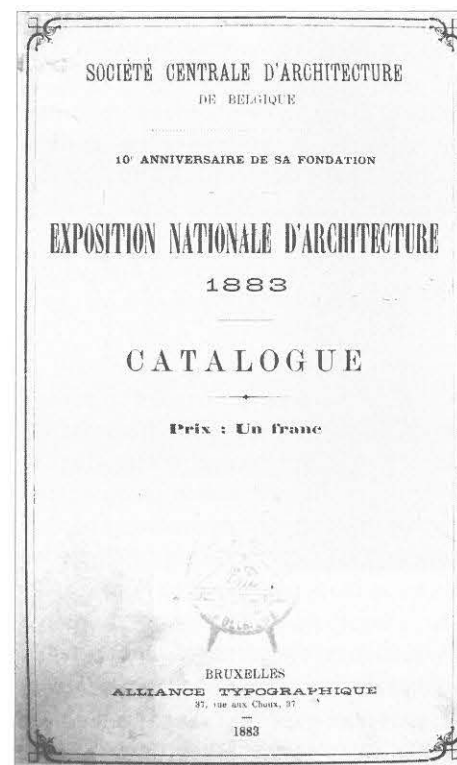 SOCIÉTÉ CENTRALE D'ARCHITECTURE
DE BELGIQUE
10e ANNIVERSAIRE DE SA FONDATION
EXPOSITION NATIONALE D'ARCHITECTURE
1883
CATALOGUE
Prix : Un franc
BRUXELLES
ALLIANCE TYPOGRAPHIQUE
37, rue aux Choux, 37
1883